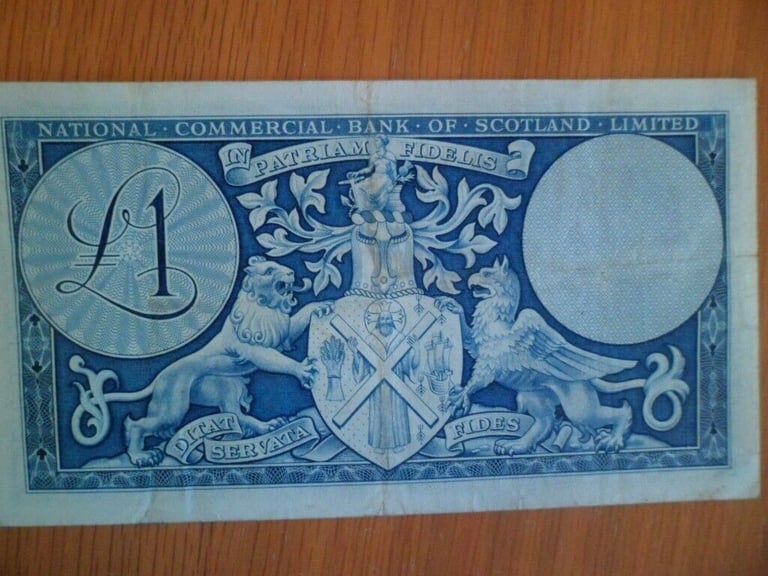 NATIONAL · COMMERCIAL · BANK · OF · SCOTLAND · LIMITED
IN PATRIAM FIDELIS
£1
DITAT SERVATA FIDES